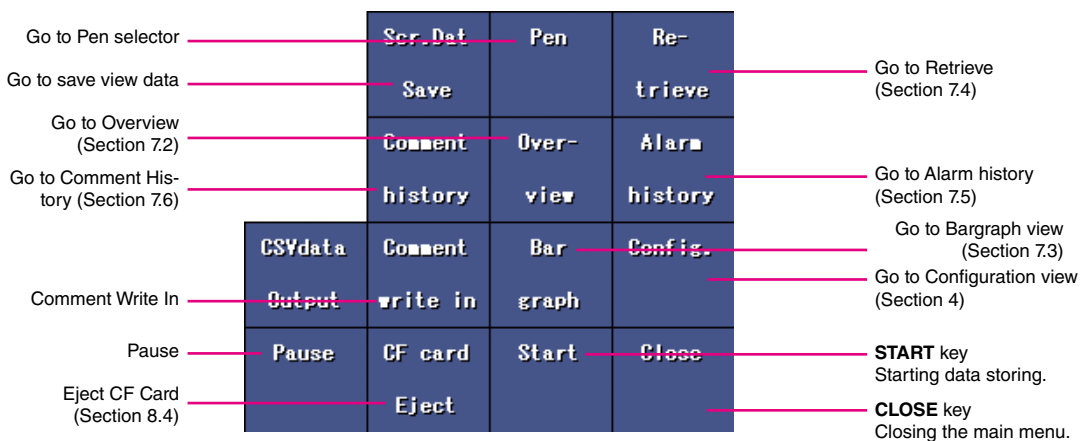 Go to Pen selector
Go to save view data
Go to Overview
(Section 7.2)
Go to Comment His-
tory (Section 7.6)
Comment Write In
Pause
Eject CF Card
(Section 8.4)
Scr.Dat Pen Re-
Save trieve
Comment Over- Alarm
history view history
CSVdata Comment Bar Config.
Output write in graph
Pause CF card Start Close
Eject
Go to Retrieve
(Section 7.4)
Go to Alarm history
(Section 7.5)
Go to Bargraph view
(Section 7.3)
Go to Configuration view
(Section 4)
START key
Starting data storing.
CLOSE key
Closing the main menu.